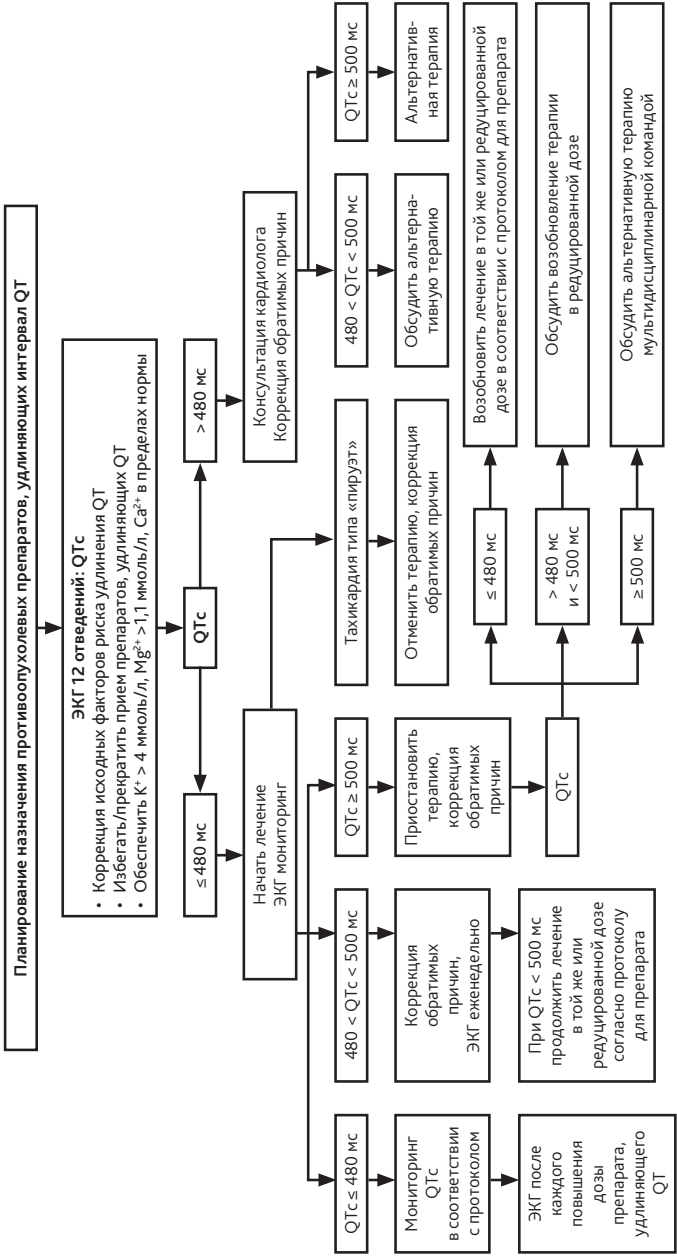 Планирование назначения противоопухолевых препаратов, удлиняющих интервал QT
ЭКГ 12 отведений: QTc
• Коррекция исходных факторов риска удлинения QT
• Избегать/прекратить прием препаратов, удлиняющих QT
• Обеспечить K⁺ > 4 ммоль/л, Mg²⁺ >1,1 ммоль/л, Ca²⁺ в пределах нормы
QTc
≤ 480 мс
> 480 мс
Начать лечение
ЭКГ мониторинг
Консультация кардиолога
Коррекция обратимых причин
QTc ≤ 480 мс
480 < QTc < 500 мс
QTc ≥ 500 мс
Тахикардия типа «пируэт»
480 < QTc < 500 мс
QTc ≥ 500 мс
Мониторинг
QTc
в соответствии
с протоколом
Коррекция
обратимых
причин,
ЭКГ еженедельно
Приостановить
терапию,
коррекция
обратимых
причин
Отменить терапию, коррекция
обратимых причин
Обсудить альтерна-
тивную терапию
Альтернатив-
ная терапия
ЭКГ после
каждого
повышения
дозы
препарата,
удлиняющего
QT
При QTc < 500 мс
продолжить лечение
в той же или
редуцированной дозе
согласно протоколу
для препарата
QTc
≤ 480 мс
Возобновить лечение в той же или редуцированной
дозе в соответствии с протоколом для препарата
> 480 мс
и < 500 мс
Обсудить возобновление терапии
в редуцированной дозе
≥ 500 мс
Обсудить альтернативную терапию
мультидисциплинарной командой